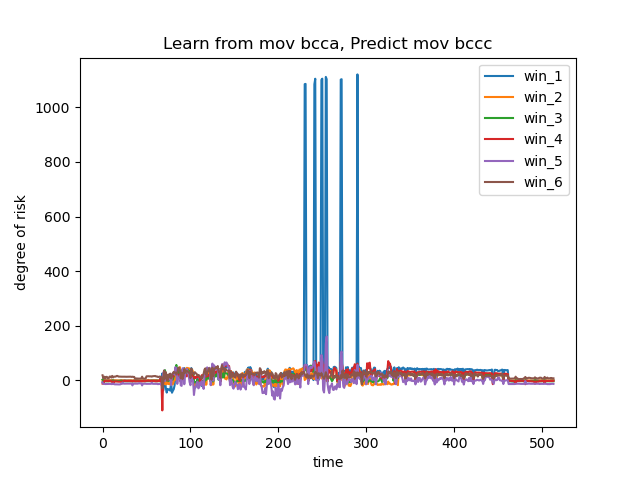 Learn from mov bcca, Predict mov bccc
degree of risk
1000
800
600
400
200
0
0
100
200
300
400
500
time
win_1
win_2
win_3
win_4
win_5
win_6